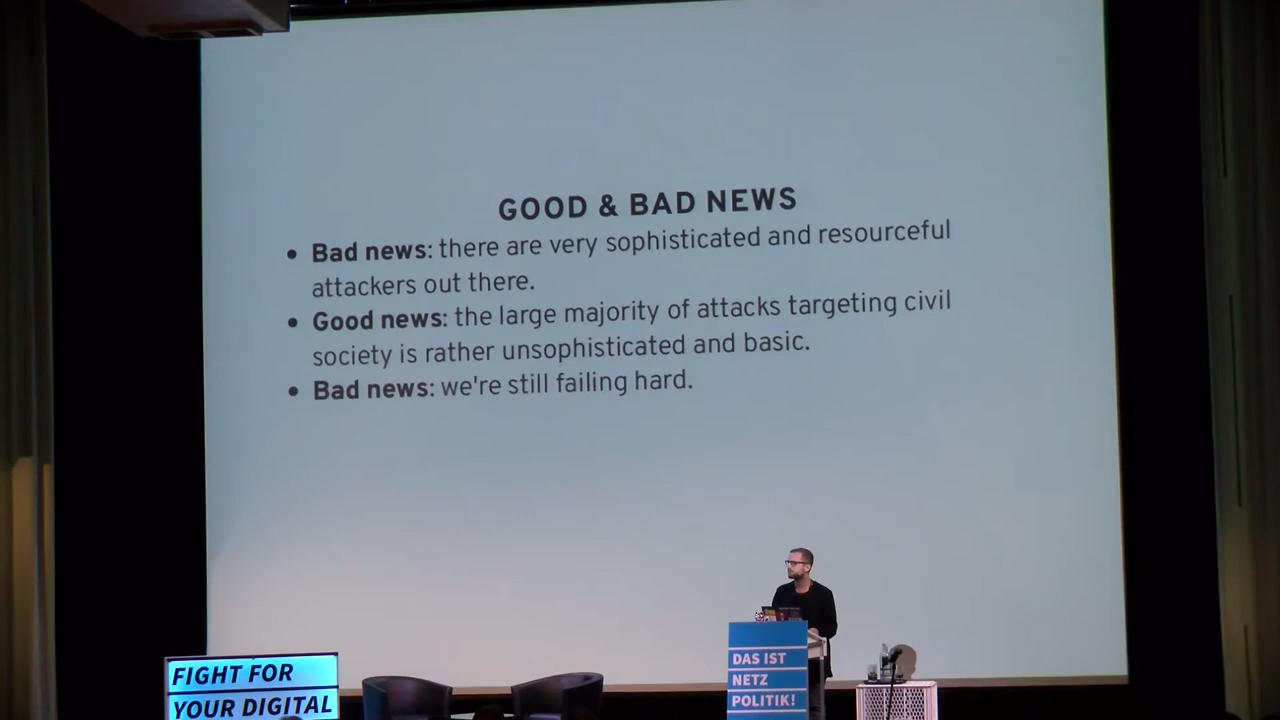 GOOD & BAD NEWS
• Bad news: there are very sophisticated and resourceful
attackers out there.
• Good news: the large majority of attacks targeting civil
society is rather unsophisticated and basic.
• Bad news: we're still failing hard.
FIGHT FOR
YOUR DIGITAL
DAS IST
NETZ
POLITIK!